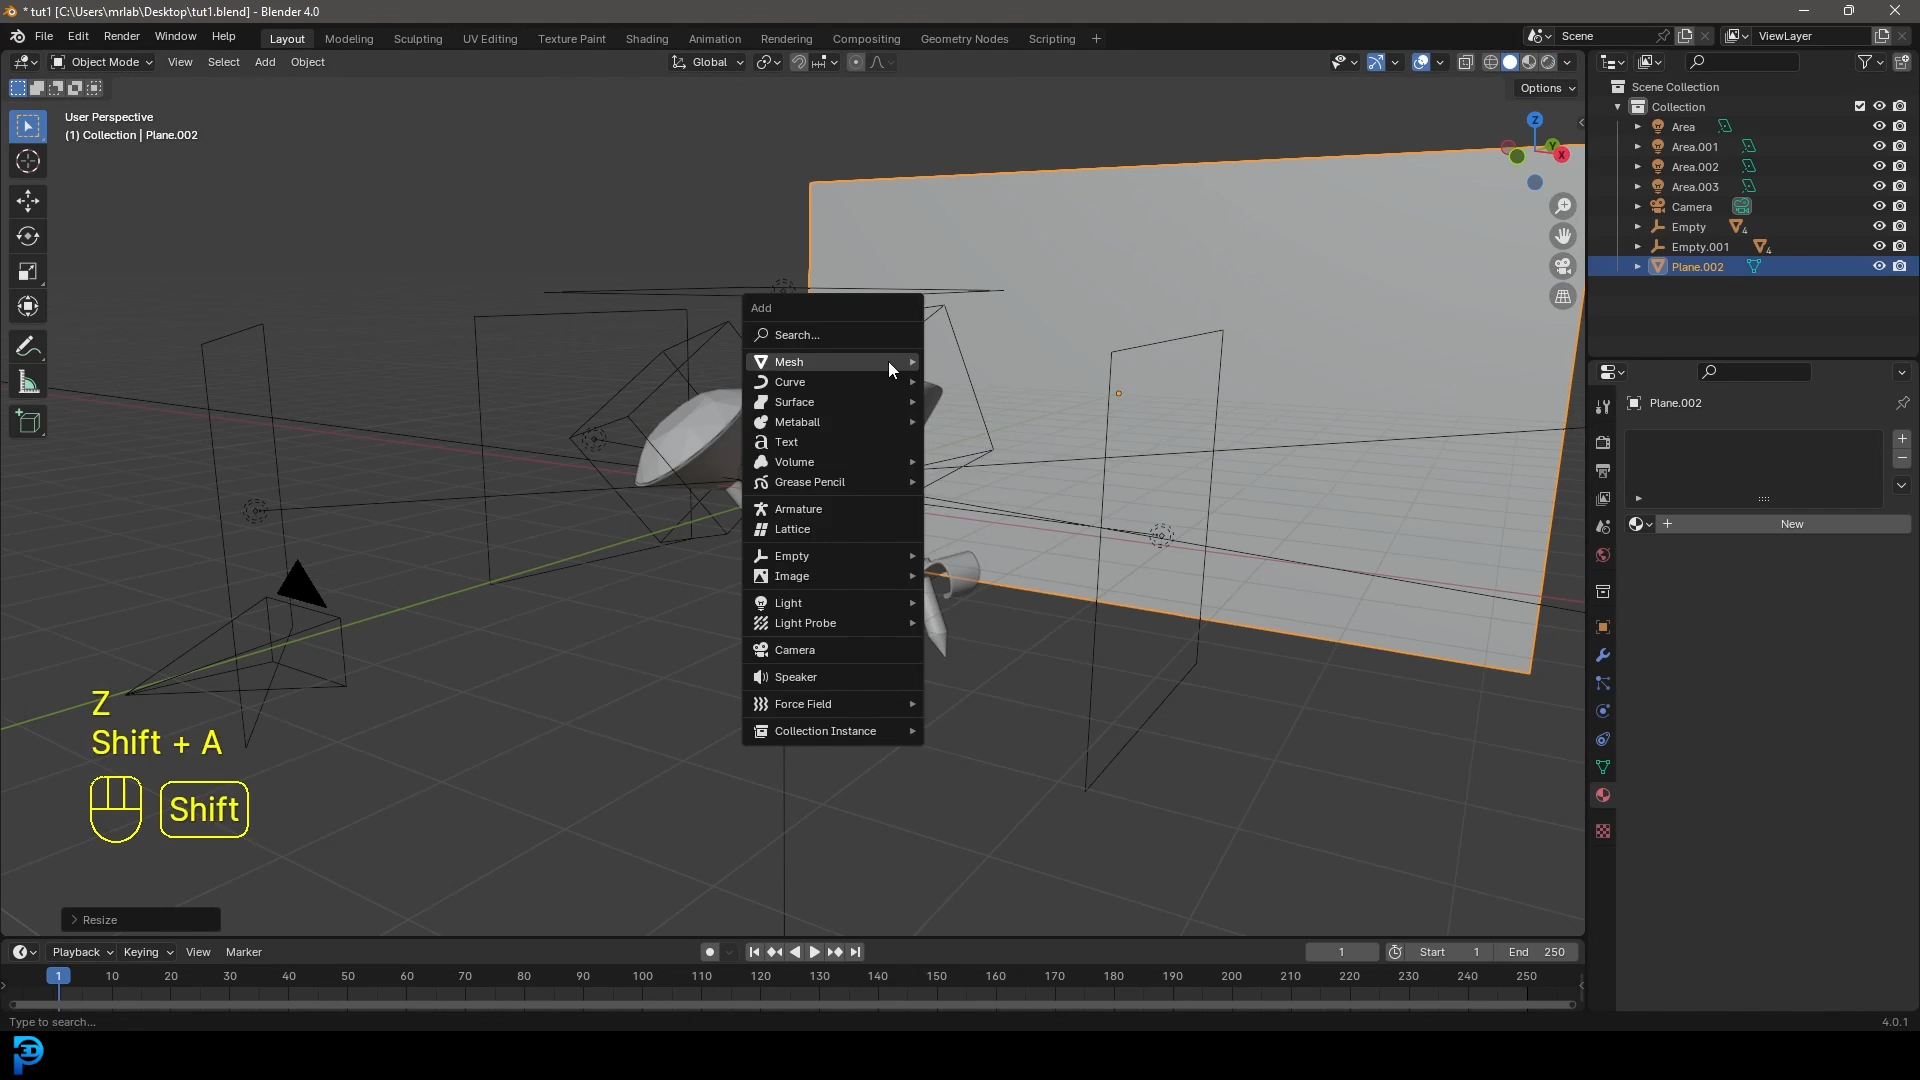 * tut1 [C:\Users\mrlab\Desktop\tut1.blend] - Blender 4.0
File Edit Render Window Help
Layout Modeling Sculpting UV Editing Texture Paint Shading Animation Rendering Compositing Geometry Nodes Scripting +
Scene
ViewLayer
Object Mode View Select Add Object
Global
Options
User Perspective
(1) Collection | Plane.002
Z
Y
X
Add
Search...
Mesh
Curve
Surface
Metaball
Text
Volume
Grease Pencil
Armature
Lattice
Empty
Image
Light
Light Probe
Camera
Speaker
Force Field
Collection Instance
Z
Shift + A
Shift
Resize
Scene Collection
Collection
Area
Area.001
Area.002
Area.003
Camera
Empty 4
Empty.001 4
Plane.002
Plane.002
+ New
Playback Keying View Marker
1
Start 1
End 250
1 10 20 30 40 50 60 70 80 90 100 110 120 130 140 150 160 170 180 190 200 210 220 230 240 250
Type to search...
4.0.1
3D